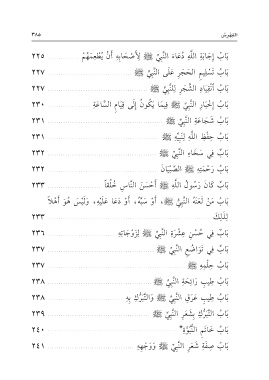 الفهرس ٣٨٥
بَابُ إِجَابَةِ اللَّهِ دُعَاءَ النَّبِيِّ ﷺ لِأَصْحَابِهِ أَنْ يُطْعِمَهُمْ ٢٢٥
بَابُ تَسْلِيمِ الحَجَرِ عَلَى النَّبِيِّ ﷺ ٢٢٧
بَابُ انْقِيَادِ الشَّجَرِ لِلنَّبِيِّ ﷺ ٢٢٧
بَابُ إِخْبَارِ النَّبِيِّ ﷺ فِيمَا يَكُونُ إِلَى قِيَامِ السَّاعَةِ ٢٣٠
بَابُ شَجَاعَةِ النَّبِيِّ ﷺ ٢٣١
بَابُ حِفْظِ اللَّهِ لِنَبِيِّهِ ﷺ ٢٣١
بَابٌ فِي سَخَاءِ النَّبِيِّ ﷺ ٢٣٢
بَابُ رَحْمَتِهِ ﷺ الصِّبْيَانَ ٢٣٢
بَابٌ كَانَ رَسُولُ اللَّهِ ﷺ أَحْسَنَ النَّاسِ خُلُقاً ٢٣٣
بَابُ مَنْ لَعَنَهُ النَّبِيُّ ﷺ، أَوْ سَبَّهُ، أَوْ دَعَا عَلَيْهِ، وَلَيْسَ هُوَ أَهْلاً
لِذَلِكَ ٢٣٣
بَابٌ فِي حُسْنِ عِشْرَةِ النَّبِيِّ ﷺ لِزَوْجَاتِهِ ٢٣٦
بَابٌ فِي تَوَاضُعِ النَّبِيِّ ﷺ ٢٣٧
بَابُ حِلْمِهِ ﷺ ٢٣٧
بَابُ طِيبِ رَائِحَةِ النَّبِيِّ ﷺ ٢٣٨
بَابُ طِيبِ عَرَقِ النَّبِيِّ ﷺ وَالتَّبَرُّكِ بِهِ ٢٣٨
بَابُ التَّبَرُّكِ بِشَعَرِ النَّبِيِّ ﷺ ٢٣٩
بَابُ خَاتَمِ النُّبُوَّةِ ٢٤٠
بَابُ صِفَةِ شَعَرِ النَّبِيِّ ﷺ وَوَجْهِهِ ٢٤١